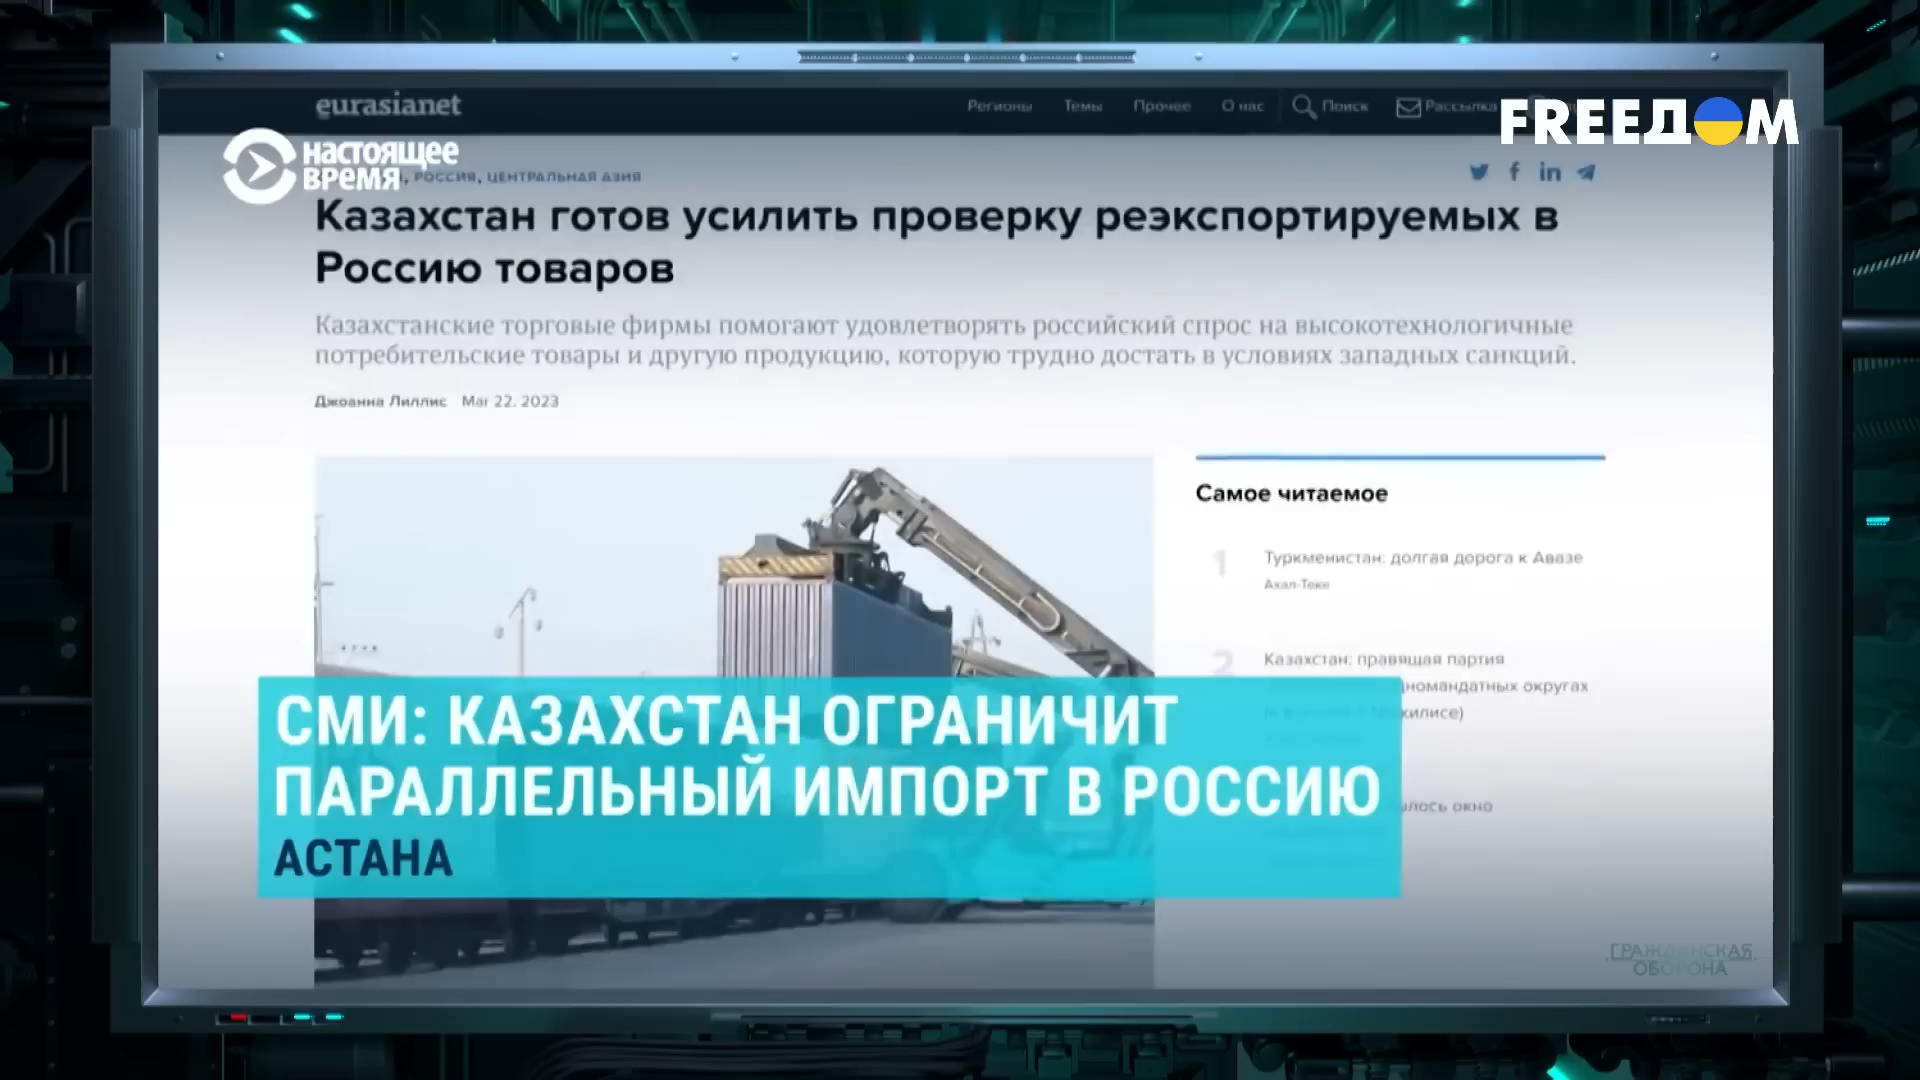 eurasianet
Регионы Темы Прочее О нас Поиск Рассылка
FREEДОМ
НАСТОЯЩЕЕ
ВРЕМЯ
, РОССИЯ, ЦЕНТРАЛЬНАЯ АЗИЯ
Казахстан готов усилить проверку реэкспортируемых в
Россию товаров
Казахстанские торговые фирмы помогают удовлетворять российский спрос на высокотехнологичные
потребительские товары и другую продукцию, которую трудно достать в условиях западных санкций.
Джоанна Лиллис Mar 22, 2023
Самое читаемое
1 Туркменистан: долгая дорога к Авазе
Ахал-Теке
2 Казахстан: правящая партия
округах
СМИ: КАЗАХСТАН ОГРАНИЧИТ
ПАРАЛЛЕЛЬНЫЙ ИМПОРТ В РОССИЮ
АСТАНА
окно
ГРАЖДАНСКАЯ
ОБОРОНА